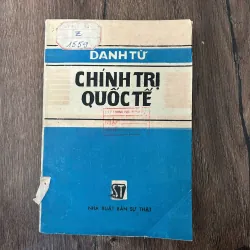 Z
DANH TỪ
CHÍNH TRỊ
QUỐC TẾ
ST
NHÀ XUẤT BẢN SỰ THẬT